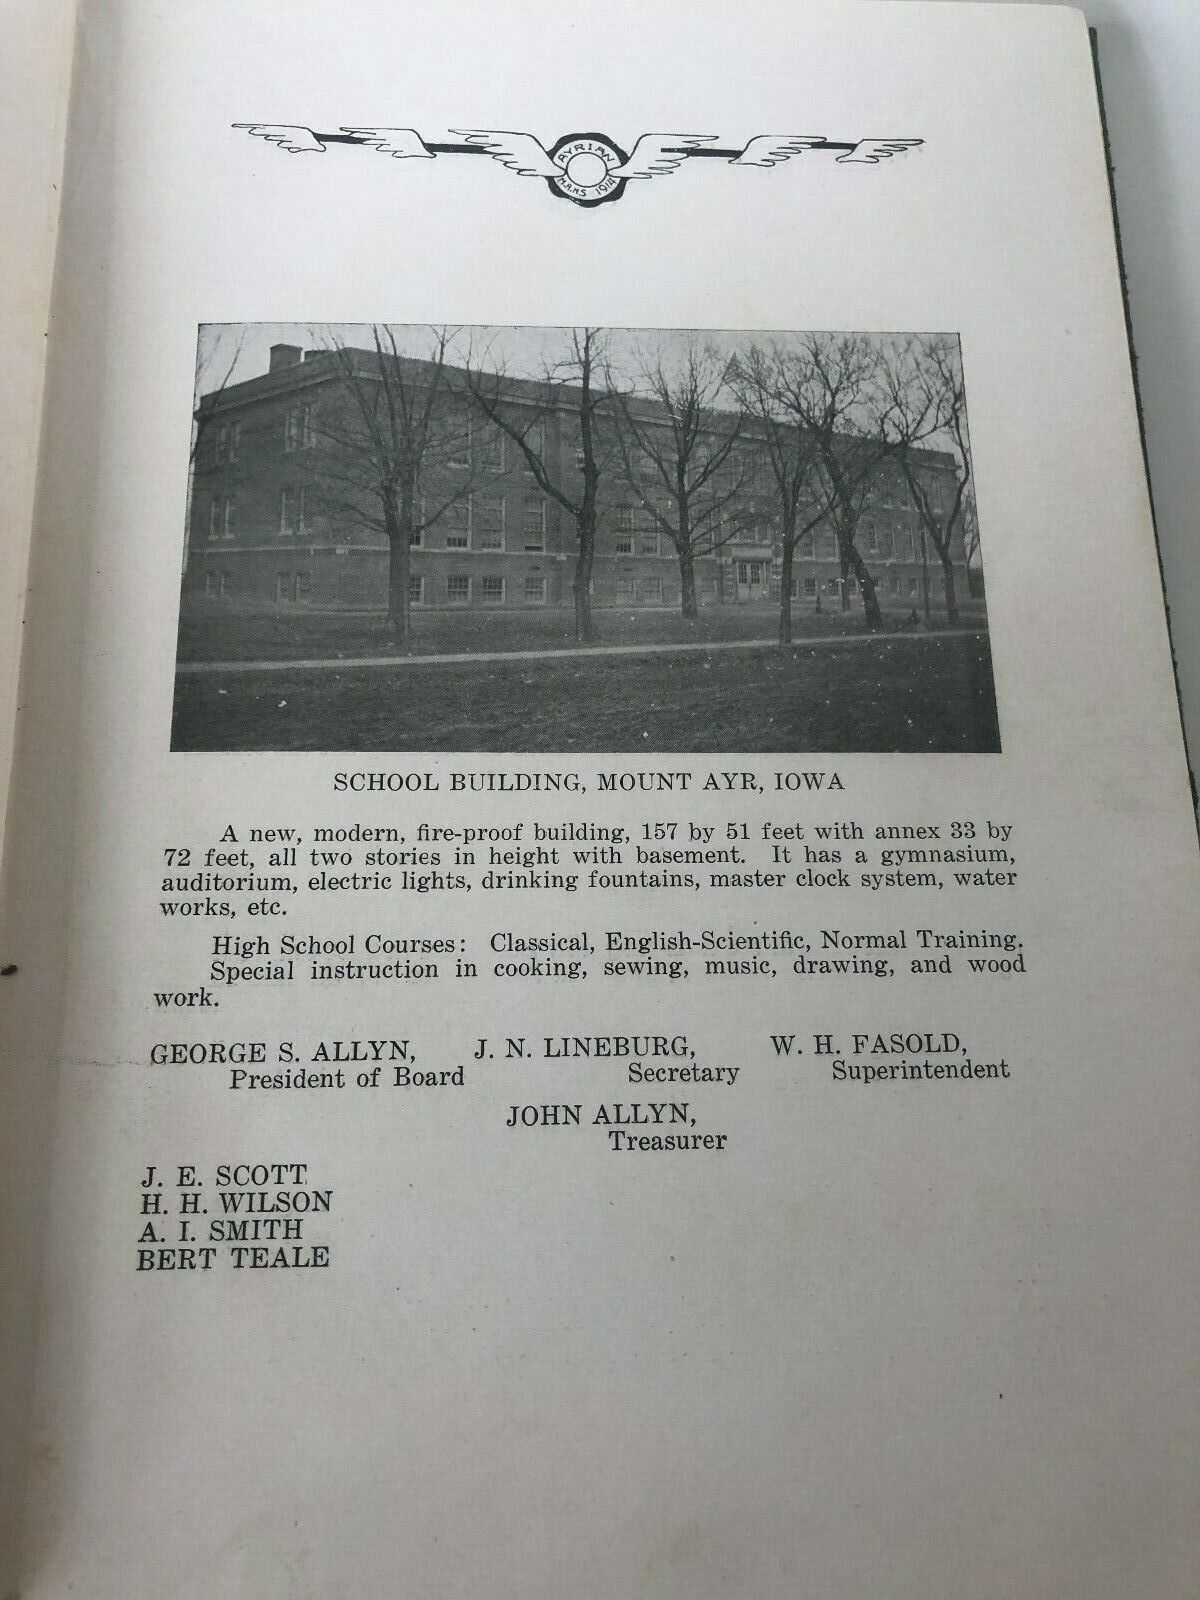 AYRIAN
M.A.H.S 1914
SCHOOL BUILDING, MOUNT AYR, IOWA
A new, modern, fire-proof building, 157 by 51 feet with annex 33 by
72 feet, all two stories in height with basement. It has a gymnasium,
auditorium, electric lights, drinking fountains, master clock system, water
works, etc.
High School Courses: Classical, English-Scientific, Normal Training.
Special instruction in cooking, sewing, music, drawing, and wood
work.
GEORGE S. ALLYN, J. N. LINEBURG, W. H. FASOLD,
President of Board Secretary Superintendent
JOHN ALLYN,
Treasurer
J. E. SCOTT
H. H. WILSON
A. I. SMITH
BERT TEALE